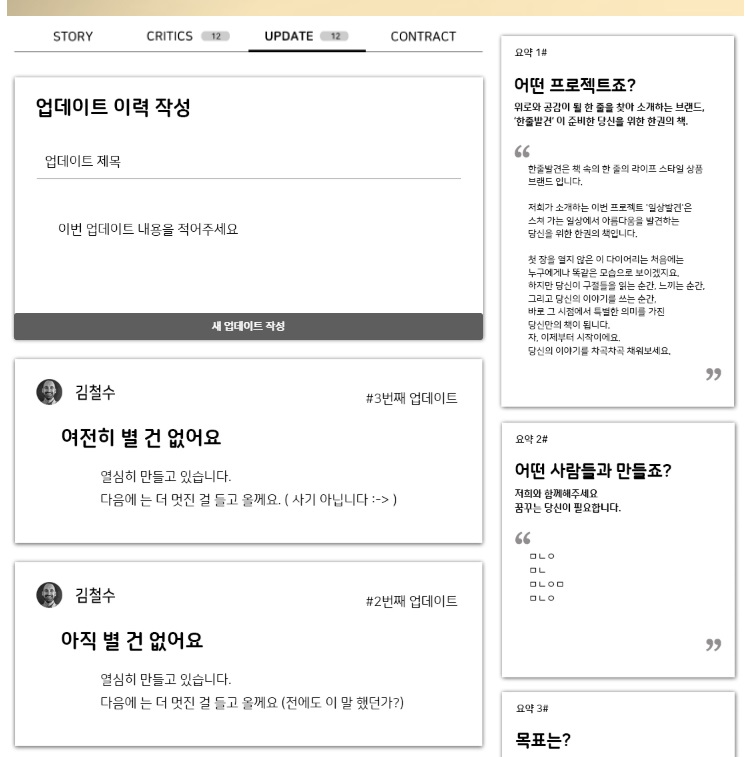 STORY
CRITICS 12
UPDATE 12
CONTRACT
업데이트 이력 작성
업데이트 제목
이번 업데이트 내용을 적어주세요
새 업데이트 작성
김철수
#3번째 업데이트
여전히 별 건 없어요
열심히 만들고 있습니다.
다음에 는 더 멋진 걸 들고 올께요. ( 사기 아닙니다 :-> )
김철수
#2번째 업데이트
아직 별 건 없어요
열심히 만들고 있습니다.
다음에 는 더 멋진 걸 들고 올께요 (전에도 이 말 했던가?)
요약 1#
어떤 프로젝트죠?
위로와 공감이 될 한 줄을 찾아 소개하는 브랜드,
'한줄발견' 이 준비한 당신을 위한 한권의 책.
“
한줄발견은 책 속의 한 줄의 라이프 스타일 상품
브랜드 입니다.
저희가 소개하는 이번 프로젝트 '일상발견'은
스쳐 가는 일상에서 아름다움을 발견하는
당신을 위한 한권의 책입니다.
첫 장을 열지 않은 이 다이어리는 처음에는
누구에게나 똑같은 모습으로 보이겠지요.
하지만 당신이 구절들을 읽는 순간, 느끼는 순간,
그리고 당신의 이야기를 쓰는 순간,
바로 그 시점에서 특별한 의미를 가진
당신만의 책이 됩니다.
자, 이제부터 시작이에요.
당신의 이야기를 차곡차곡 채워보세요.
”
요약 2#
어떤 사람들과 만들죠?
저희와 함께해주세요
꿈꾸는 당신이 필요합니다.
“
ㅁㄴㅇ
ㅁㄴ
ㅁㄴㅇㅁ
ㅁㄴㅇ
”
요약 3#
목표는?